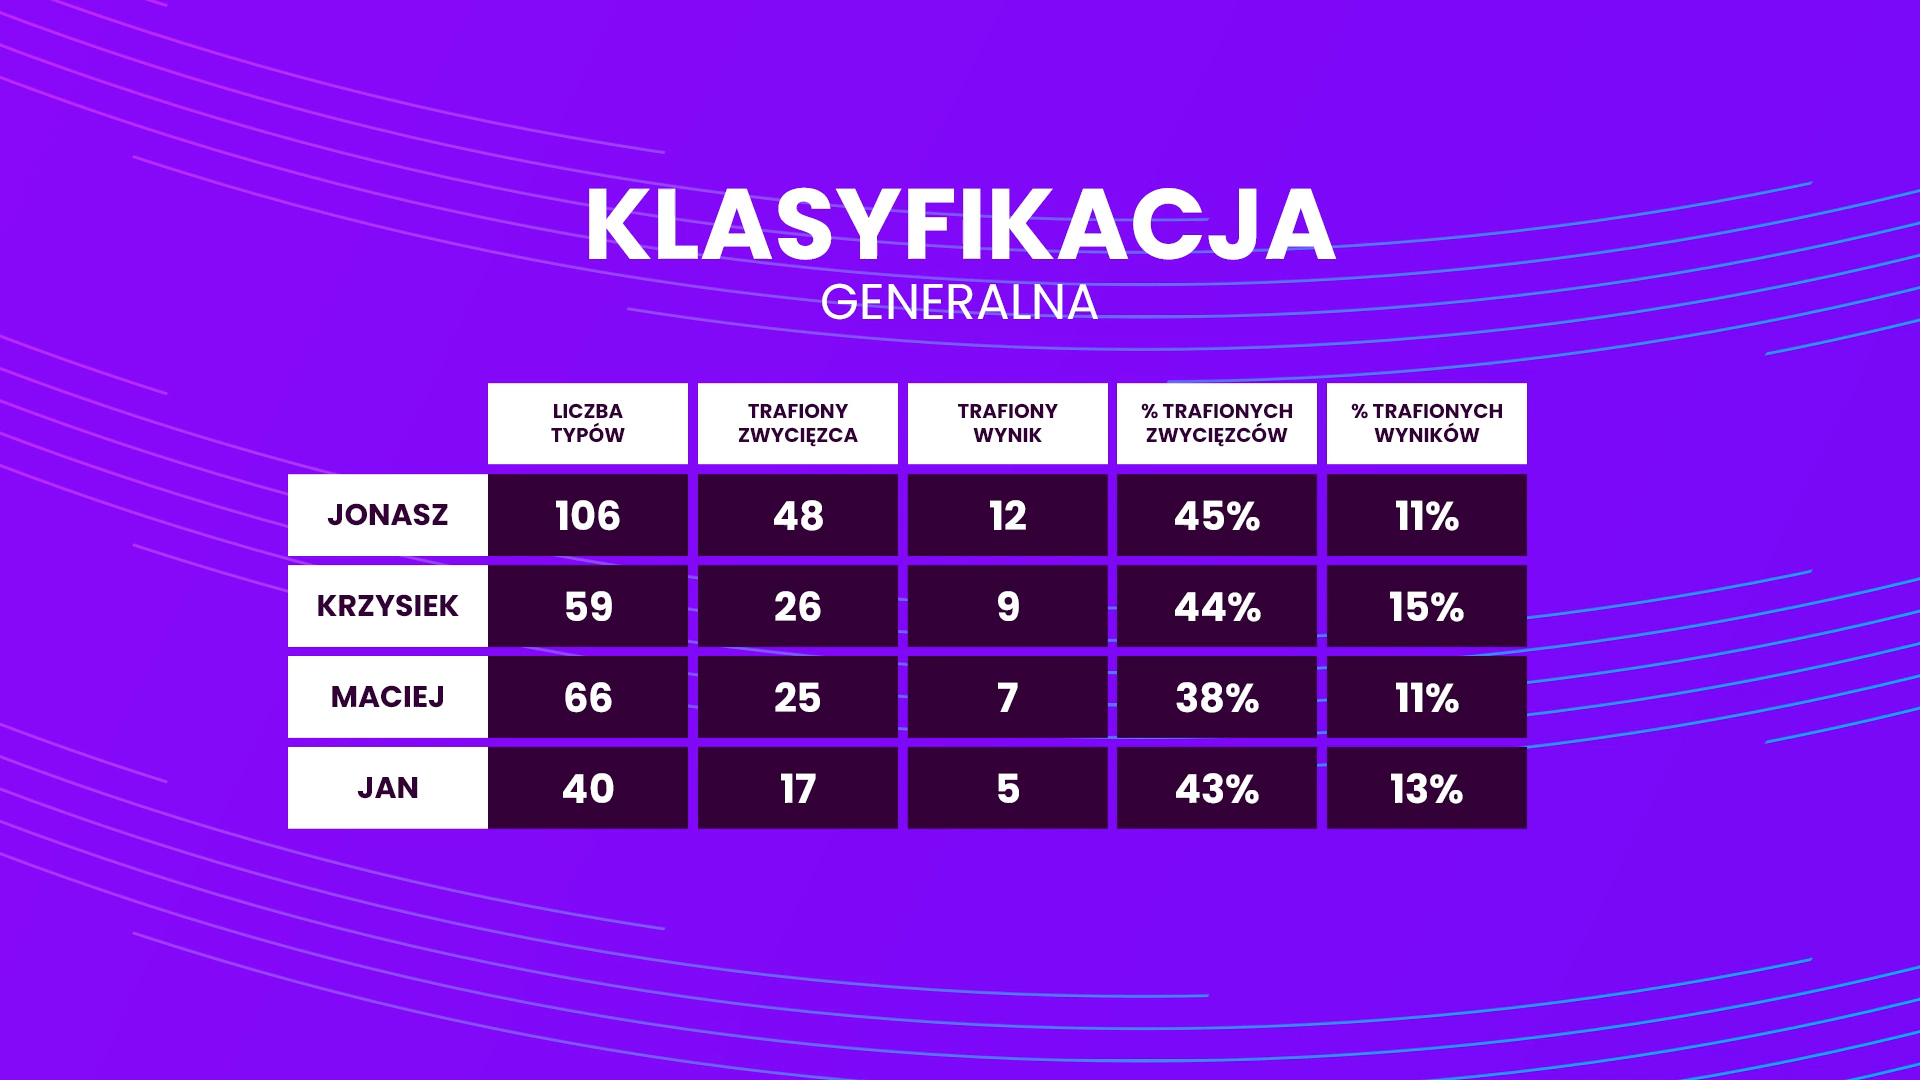 KLASYFIKACJA
GENERALNA
LICZBA TYPÓW TRAFIONY ZWYCIĘZCA TRAFIONY WYNIK % TRAFIONYCH ZWYCIĘZCÓW % TRAFIONYCH WYNIKÓW
JONASZ 106 48 12 45% 11%
KRZYSIEK 59 26 9 44% 15%
MACIEJ 66 25 7 38% 11%
JAN 40 17 5 43% 13%